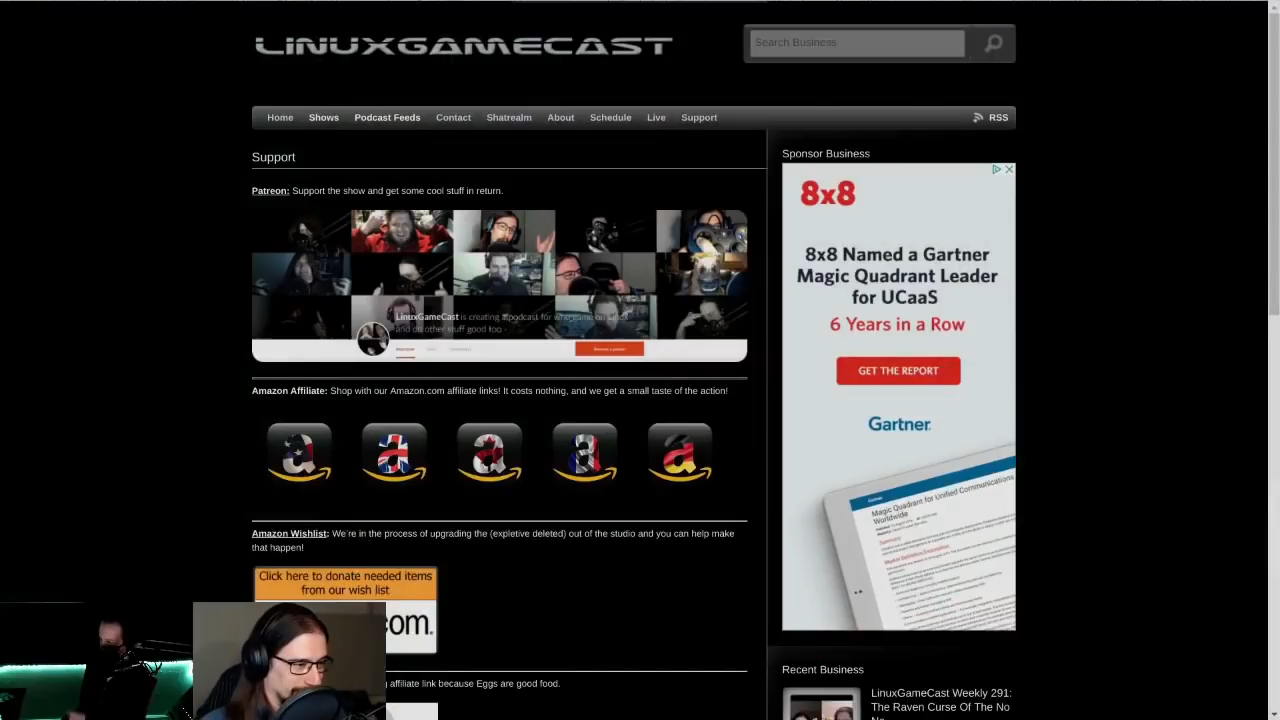 LINUXGAMECAST
Search Business
Home Shows Podcast Feeds Contact Shatrealm About Schedule Live Support RSS
Support
Patreon: Support the show and get some cool stuff in return.
LinuxGameCast is creating a podcast for who game on Linux
and do other stuff good too
Become a patron
Amazon Affiliate: Shop with our Amazon.com affiliate links! It costs nothing, and we get a small taste of the action!
a a a a a
Amazon Wishlist: We're in the process of upgrading the (expletive deleted) out of the studio and you can help make
that happen!
Click here to donate needed items
from our wish list
om.
affiliate link because Eggs are good food.
Sponsor Business
8x8
8x8 Named a Gartner
Magic Quadrant Leader
for UCaaS
6 Years in a Row
GET THE REPORT
Gartner
Gartner
Magic Quadrant for Unified Communications
Worldwide
Recent Business
LinuxGameCast Weekly 291:
The Raven Curse Of The No
No